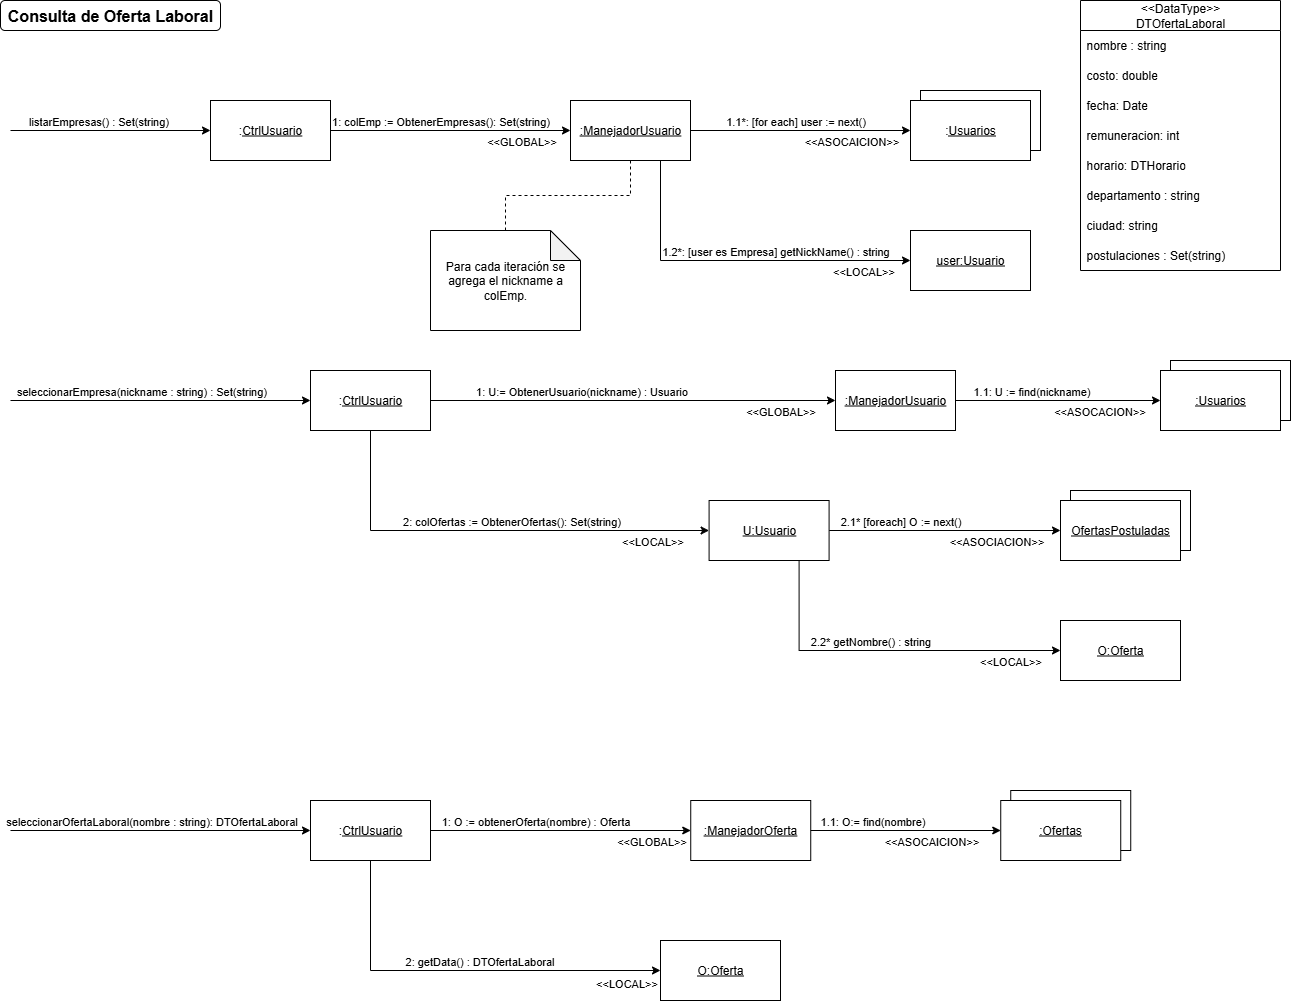 Consulta de Oferta Laboral
<<DataType>>
DTOfertaLaboral
nombre : string
costo: double
fecha: Date
remuneracion: int
horario: DTHorario
departamento : string
ciudad: string
postulaciones : Set(string)
listarEmpresas() : Set(string)
:CtrlUsuario
1: colEmp := ObtenerEmpresas(): Set(string)
<<GLOBAL>>
:ManejadorUsuario
1.1*: [for each] user := next()
<<ASOCAICION>>
:Usuarios
1.2*: [user es Empresa] getNickName() : string
<<LOCAL>>
user:Usuario
Para cada iteración se
agrega el nickname a
colEmp.
seleccionarEmpresa(nickname : string) : Set(string)
:CtrlUsuario
1: U:= ObtenerUsuario(nickname) : Usuario
<<GLOBAL>>
:ManejadorUsuario
1.1: U := find(nickname)
<<ASOCACION>>
:Usuarios
2: colOfertas := ObtenerOfertas(): Set(string)
<<LOCAL>>
U:Usuario
2.1* [foreach] O := next()
<<ASOCIACION>>
OfertasPostuladas
2.2* getNombre() : string
<<LOCAL>>
O:Oferta
seleccionarOfertaLaboral(nombre : string): DTOfertaLaboral
:CtrlUsuario
1: O := obtenerOferta(nombre) : Oferta
<<GLOBAL>>
:ManejadorOferta
1.1: O:= find(nombre)
<<ASOCAICION>>
:Ofertas
2: getData() : DTOfertaLaboral
<<LOCAL>>
O:Oferta